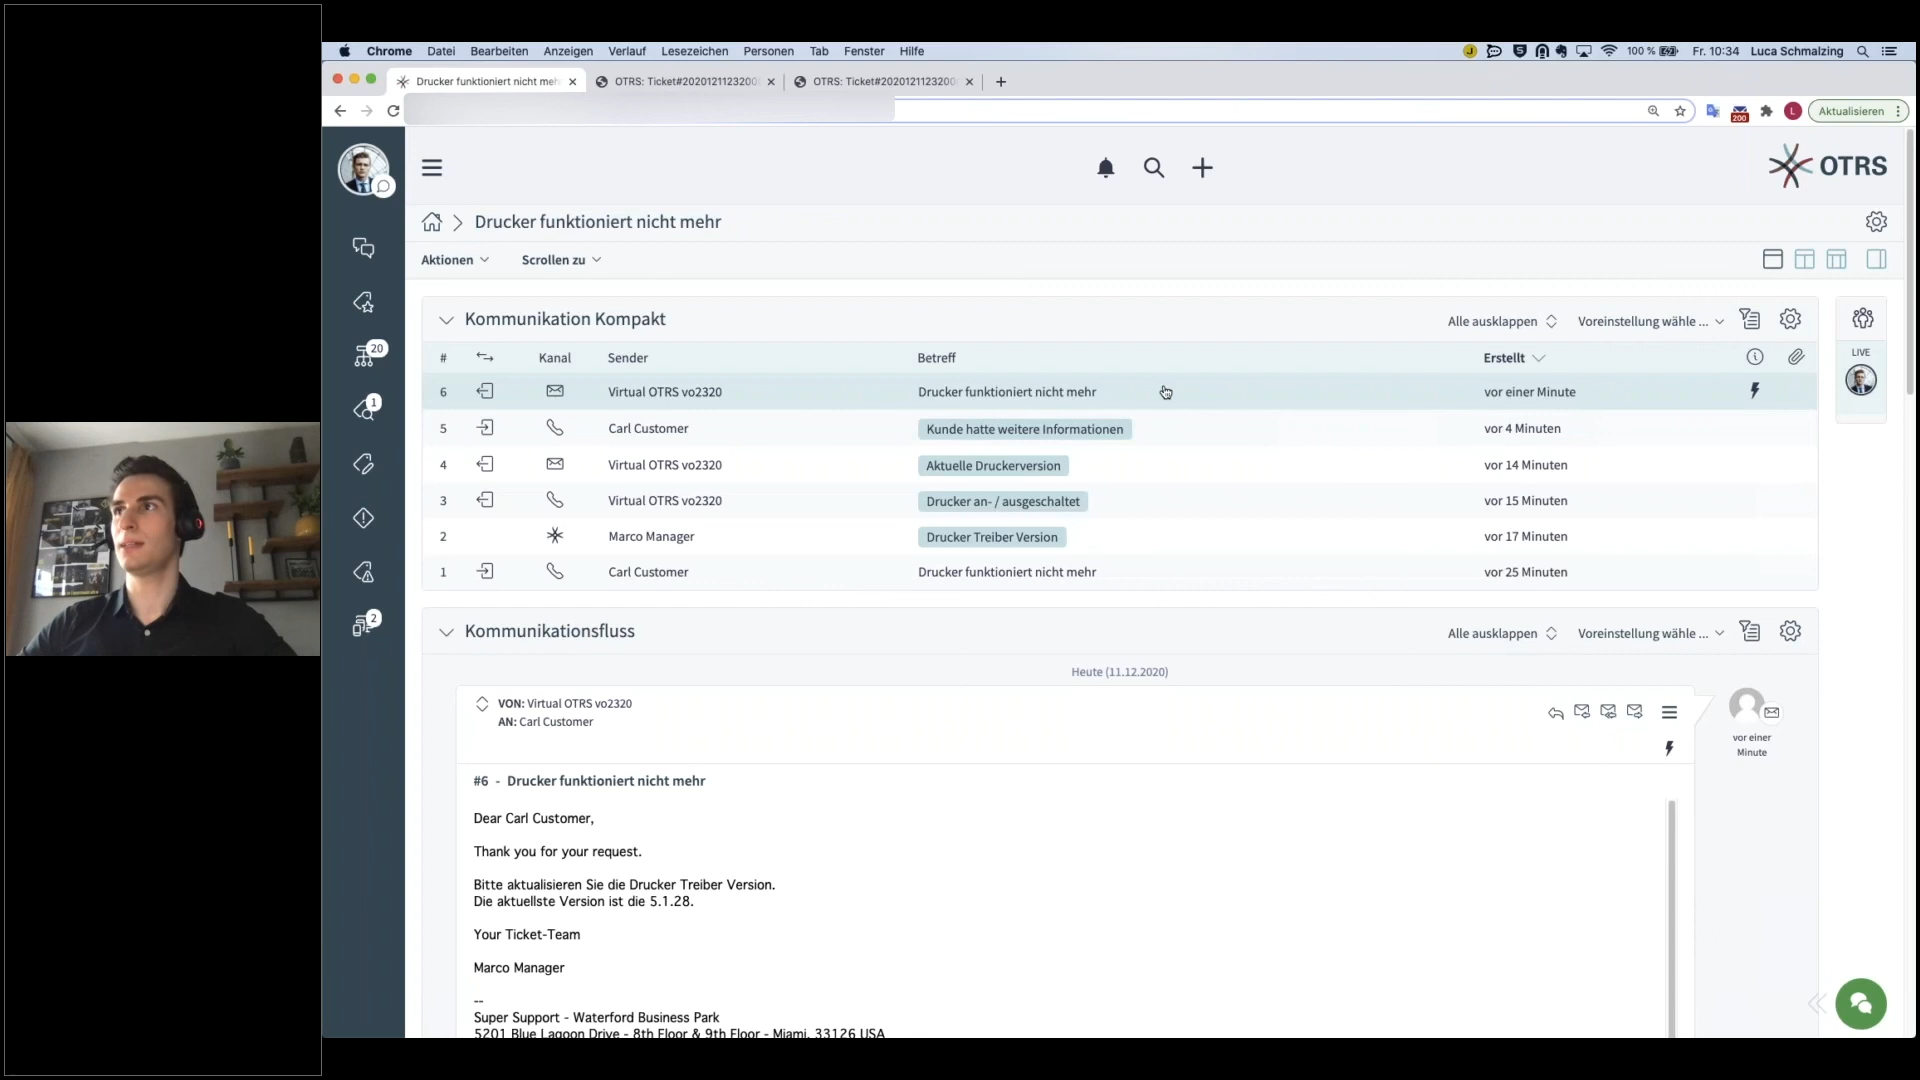 Chrome Datei Bearbeiten Anzeigen Verlauf Lesezeichen Personen Tab Fenster Hilfe 100 % Fr. 10:34 Luca Schmalzing
Drucker funktioniert nicht meh OTRS: Ticket#2020121123200 OTRS: Ticket#2020121123200
200 L Aktualisieren
OTRS
Drucker funktioniert nicht mehr
Aktionen Scrollen zu
Kommunikation Kompakt Alle ausklappen Voreinstellung wähle ...
# Kanal Sender Betreff Erstellt
LIVE
6 Virtual OTRS vo2320 Drucker funktioniert nicht mehr vor einer Minute
5 Carl Customer Kunde hatte weitere Informationen vor 4 Minuten
4 Virtual OTRS vo2320 Aktuelle Druckerversion vor 14 Minuten
3 Virtual OTRS vo2320 Drucker an- / ausgeschaltet vor 15 Minuten
2 Marco Manager Drucker Treiber Version vor 17 Minuten
1 Carl Customer Drucker funktioniert nicht mehr vor 25 Minuten
20
1
2
Kommunikationsfluss Alle ausklappen Voreinstellung wähle ...
Heute (11.12.2020)
VON: Virtual OTRS vo2320
AN: Carl Customer
vor einer
Minute
#6 - Drucker funktioniert nicht mehr
Dear Carl Customer,
Thank you for your request.
Bitte aktualisieren Sie die Drucker Treiber Version.
Die aktuellste Version ist die 5.1.28.
Your Ticket-Team
Marco Manager
--
Super Support - Waterford Business Park
5201 Blue Lagoon Drive - 8th Floor & 9th Floor - Miami, 33126 USA